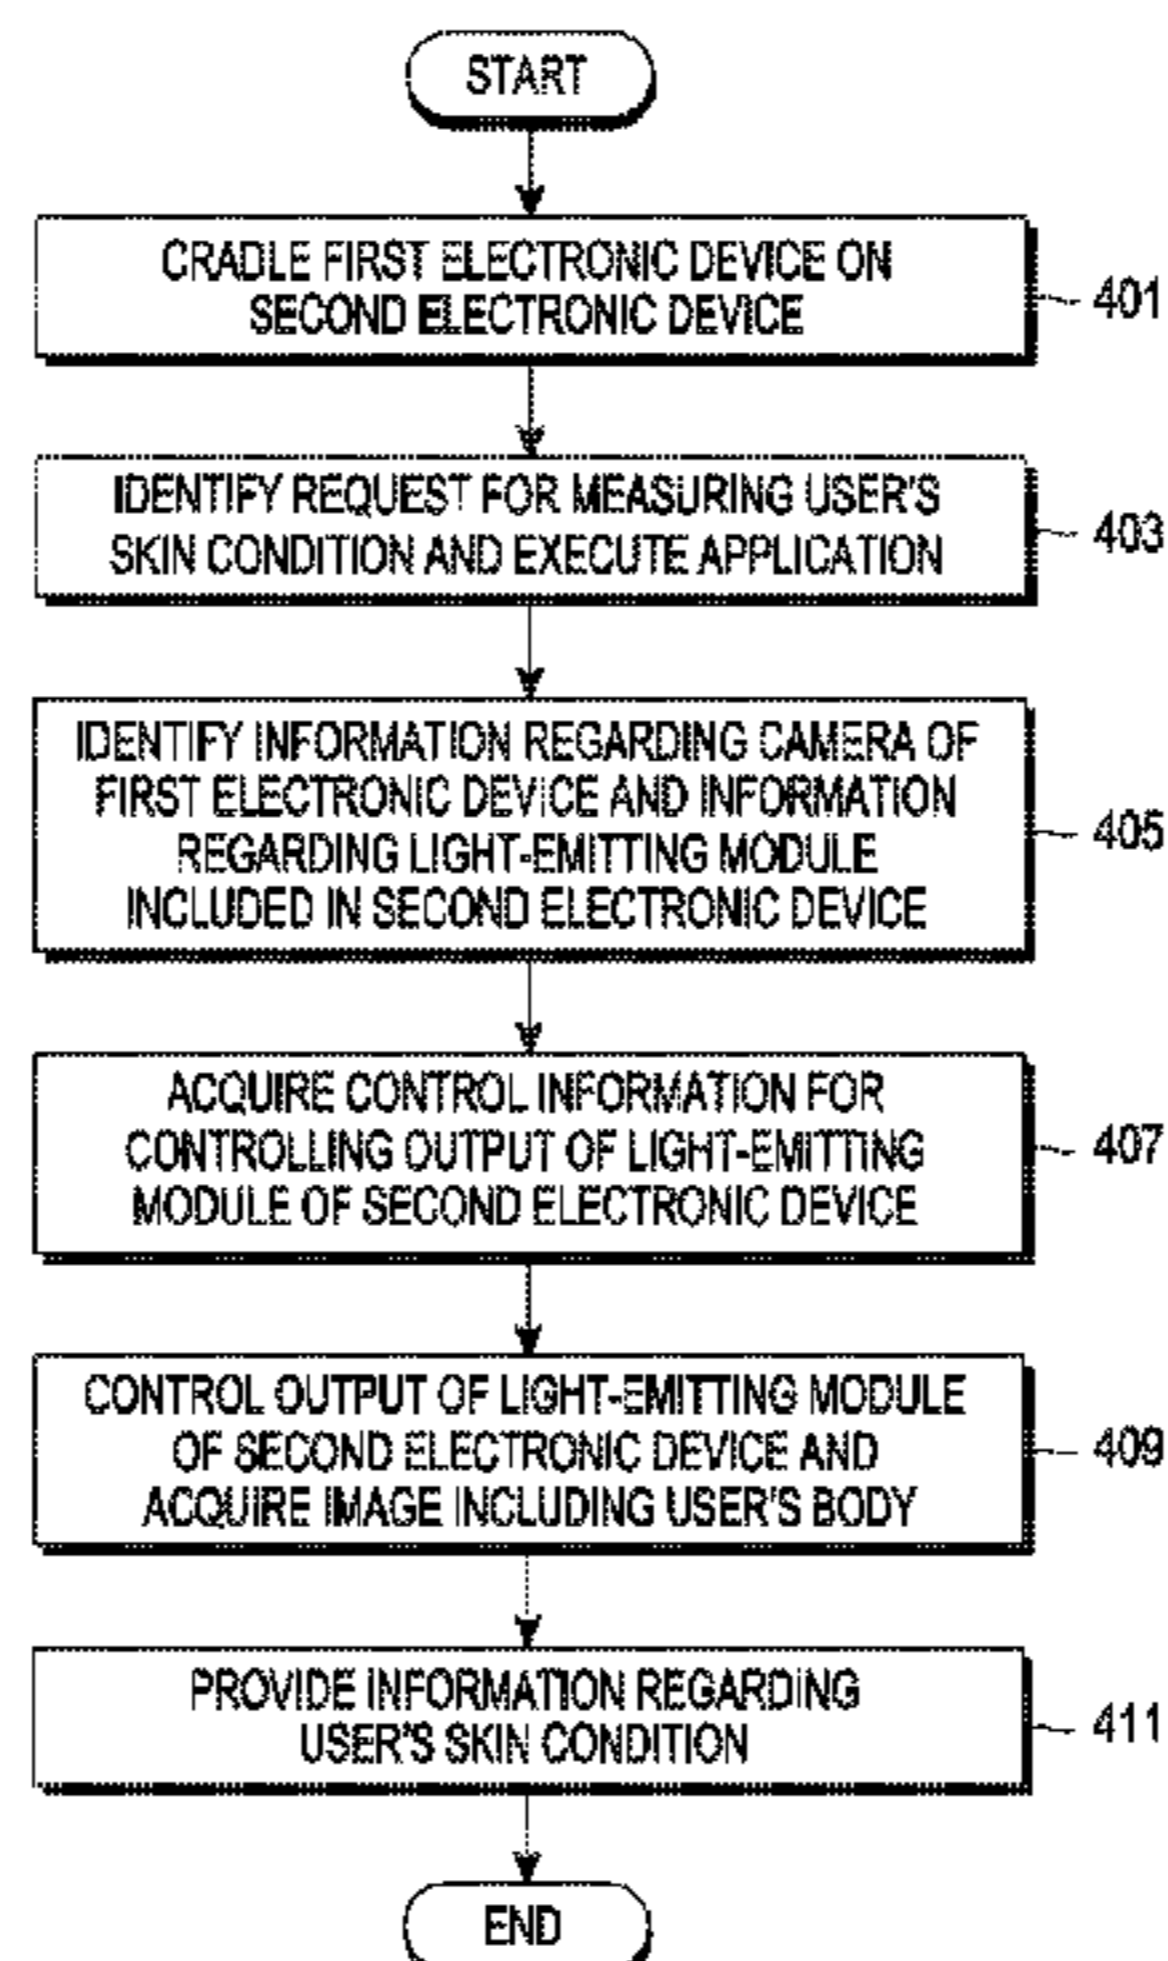 START
CRADLE FIRST ELECTRONIC DEVICE ON
SECOND ELECTRONIC DEVICE
401
IDENTIFY REQUEST FOR MEASURING USER'S
SKIN CONDITION AND EXECUTE APPLICATION
403
IDENTIFY INFORMATION REGARDING CAMERA OF
FIRST ELECTRONIC DEVICE AND INFORMATION
REGARDING LIGHT-EMITTING MODULE
INCLUDED IN SECOND ELECTRONIC DEVICE
405
ACQUIRE CONTROL INFORMATION FOR
CONTROLLING OUTPUT OF LIGHT-EMITTING
MODULE OF SECOND ELECTRONIC DEVICE
407
CONTROL OUTPUT OF LIGHT-EMITTING MODULE
OF SECOND ELECTRONIC DEVICE AND
ACQUIRE IMAGE INCLUDING USER'S BODY
409
PROVIDE INFORMATION REGARDING
USER'S SKIN CONDITION
411
END